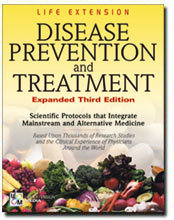 LIFE EXTENSION
DISEASE
PREVENTION
AND
TREATMENT
Expanded Third Edition
Scientific Protocols that Integrate
Mainstream and Alternative Medicine
Based Upon Thousands of Research Studies
and the Clinical Experience of Physicians
Around the World